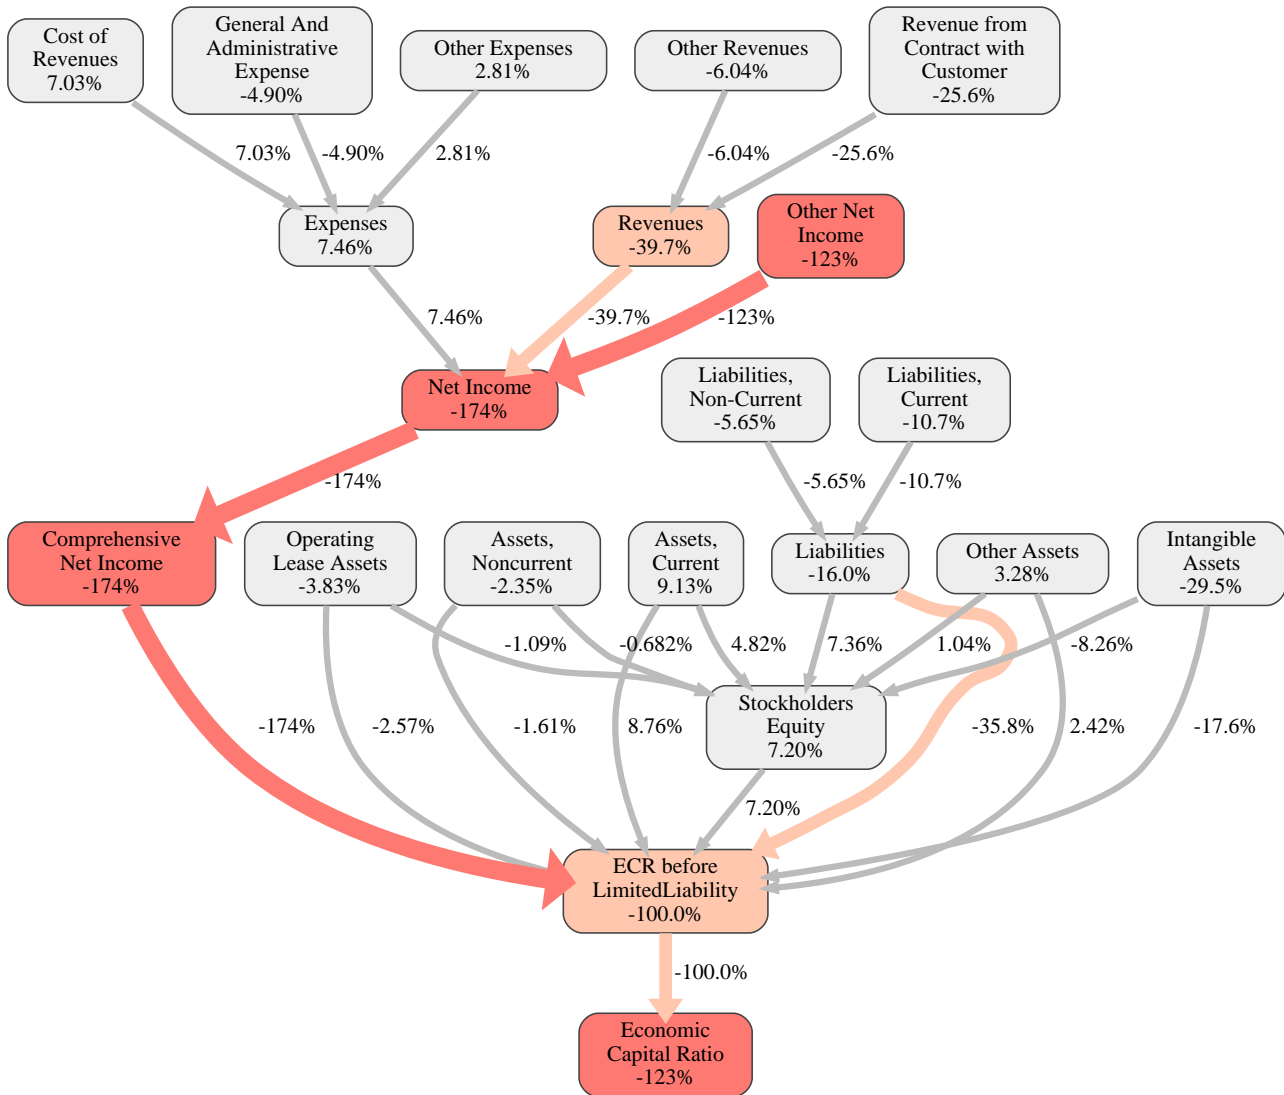 Cost of
Revenues
7.03%
General And
Administrative
Expense
-4.90%
Other Expenses
2.81%
Other Revenues
-6.04%
Revenue from
Contract with
Customer
-25.6%
7.03%
-4.90%
2.81%
-6.04%
-25.6%
Expenses
7.46%
Revenues
-39.7%
Other Net
Income
-123%
7.46%
-39.7%
-123%
Net Income
-174%
Liabilities,
Non-Current
-5.65%
Liabilities,
Current
-10.7%
-174%
-5.65%
-10.7%
Comprehensive
Net Income
-174%
Operating
Lease Assets
-3.83%
Assets,
Noncurrent
-2.35%
Assets,
Current
9.13%
Liabilities
-16.0%
Other Assets
3.28%
Intangible
Assets
-29.5%
-1.09%
-0.682%
4.82%
7.36%
1.04%
-8.26%
Stockholders
Equity
7.20%
-174%
-2.57%
-1.61%
8.76%
-35.8%
2.42%
-17.6%
7.20%
ECR before
LimitedLiability
-100.0%
-100.0%
Economic
Capital Ratio
-123%